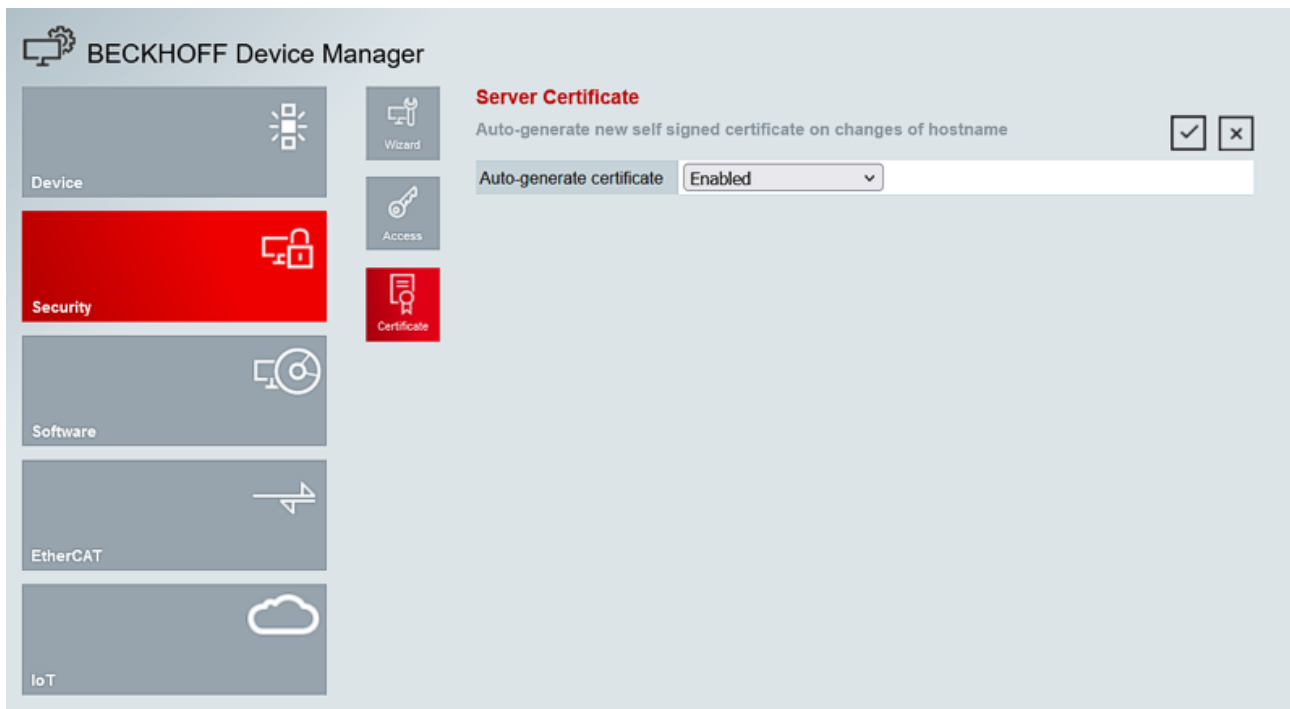 BECKHOFF Device Manager
Device
Security
Software
EtherCAT
IoT
Wizard
Access
Certificate
Server Certificate
Auto-generate new self signed certificate on changes of hostname
Auto-generate certificate Enabled